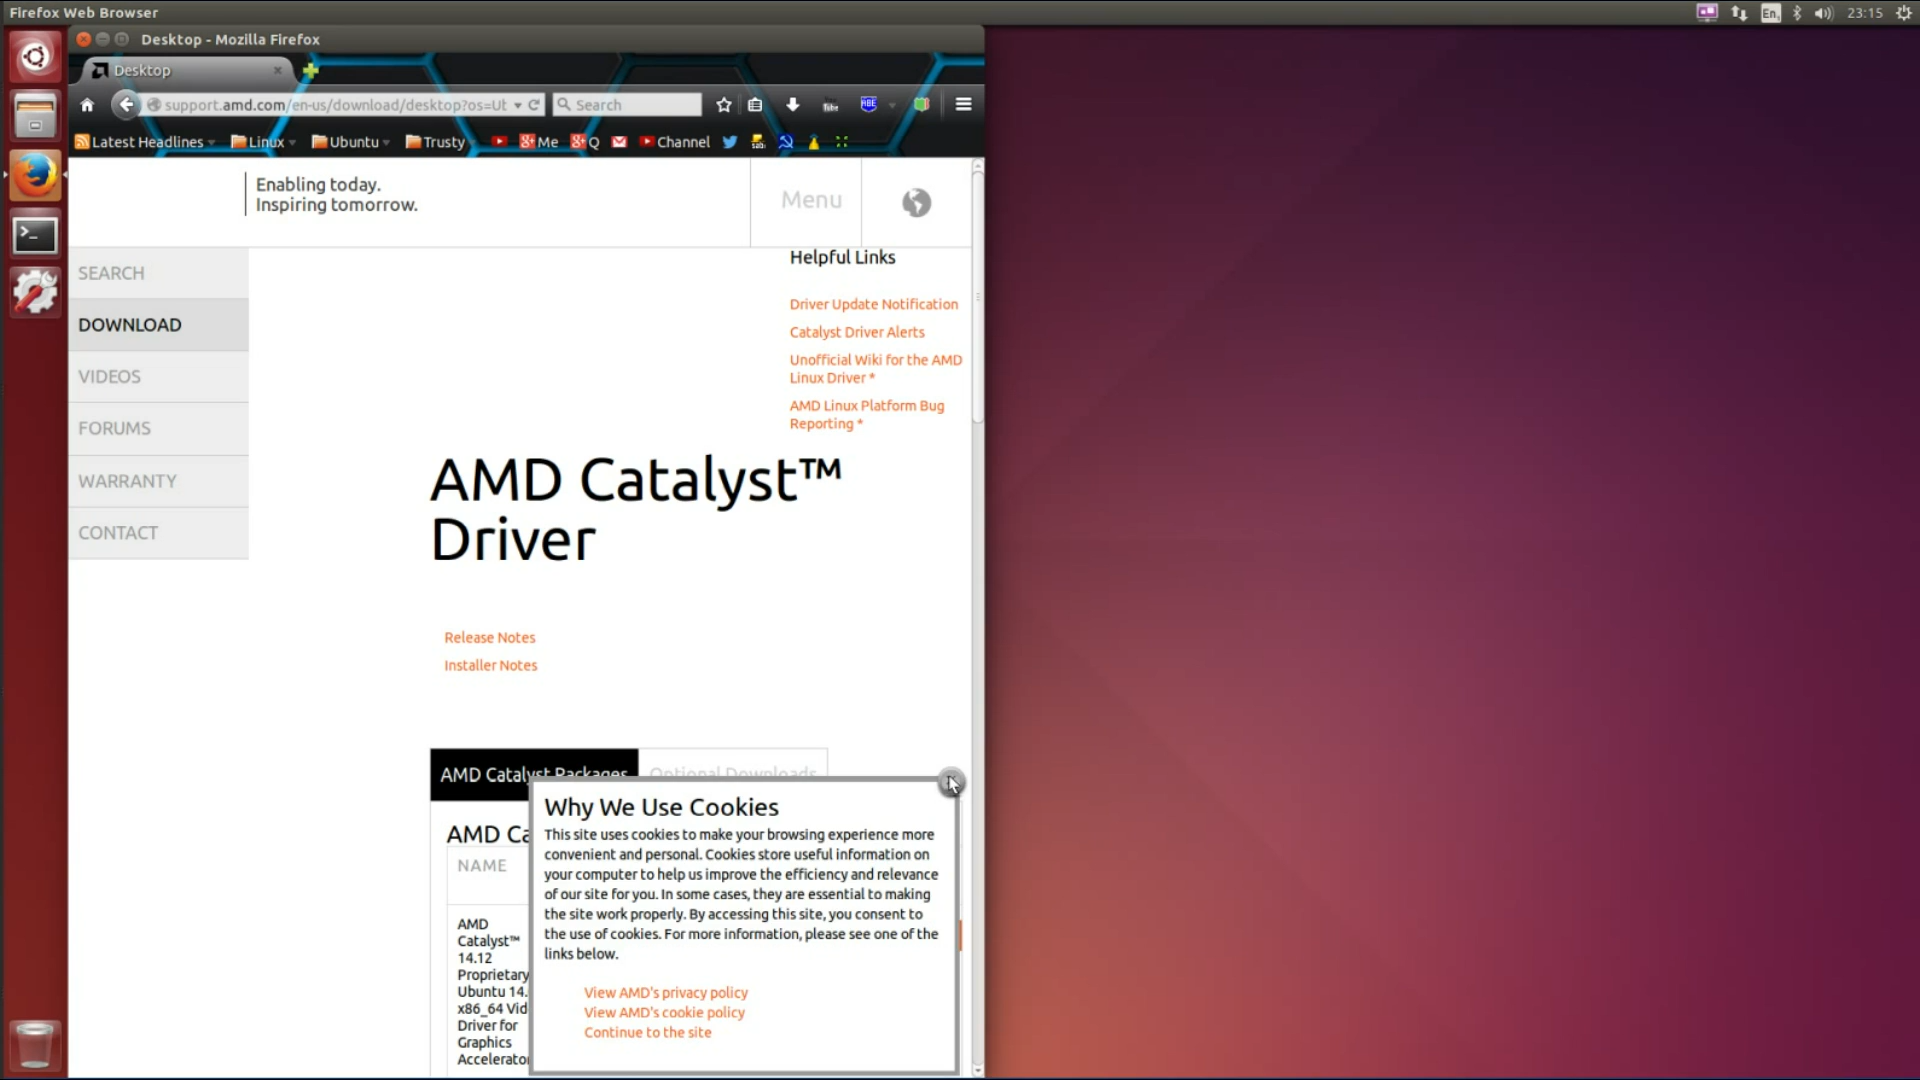 Firefox Web Browser
En
23:15
Desktop - Mozilla Firefox
Desktop
support.amd.com/en-us/download/desktop?os=Ub
Search
Latest Headlines
Linux
Ubuntu
Trusty
Me
Q
Channel
Enabling today.
Inspiring tomorrow.
Menu
SEARCH
DOWNLOAD
VIDEOS
FORUMS
WARRANTY
CONTACT
Helpful Links
Driver Update Notification
Catalyst Driver Alerts
Unofficial Wiki for the AMD
Linux Driver *
AMD Linux Platform Bug
Reporting *
AMD Catalyst™
Driver
Release Notes
Installer Notes
AMD Catalyst Packages
Optional Downloads
AMD Ca
NAME
AMD
Catalyst™
14.12
Proprietary
Ubuntu 14.
x86_64 Vid
Driver for
Graphics
Accelerato
Why We Use Cookies
This site uses cookies to make your browsing experience more
convenient and personal. Cookies store useful information on
your computer to help us improve the efficiency and relevance
of our site for you. In some cases, they are essential to making
the site work properly. By accessing this site, you consent to
the use of cookies. For more information, please see one of the
links below.
View AMD's privacy policy
View AMD's cookie policy
Continue to the site